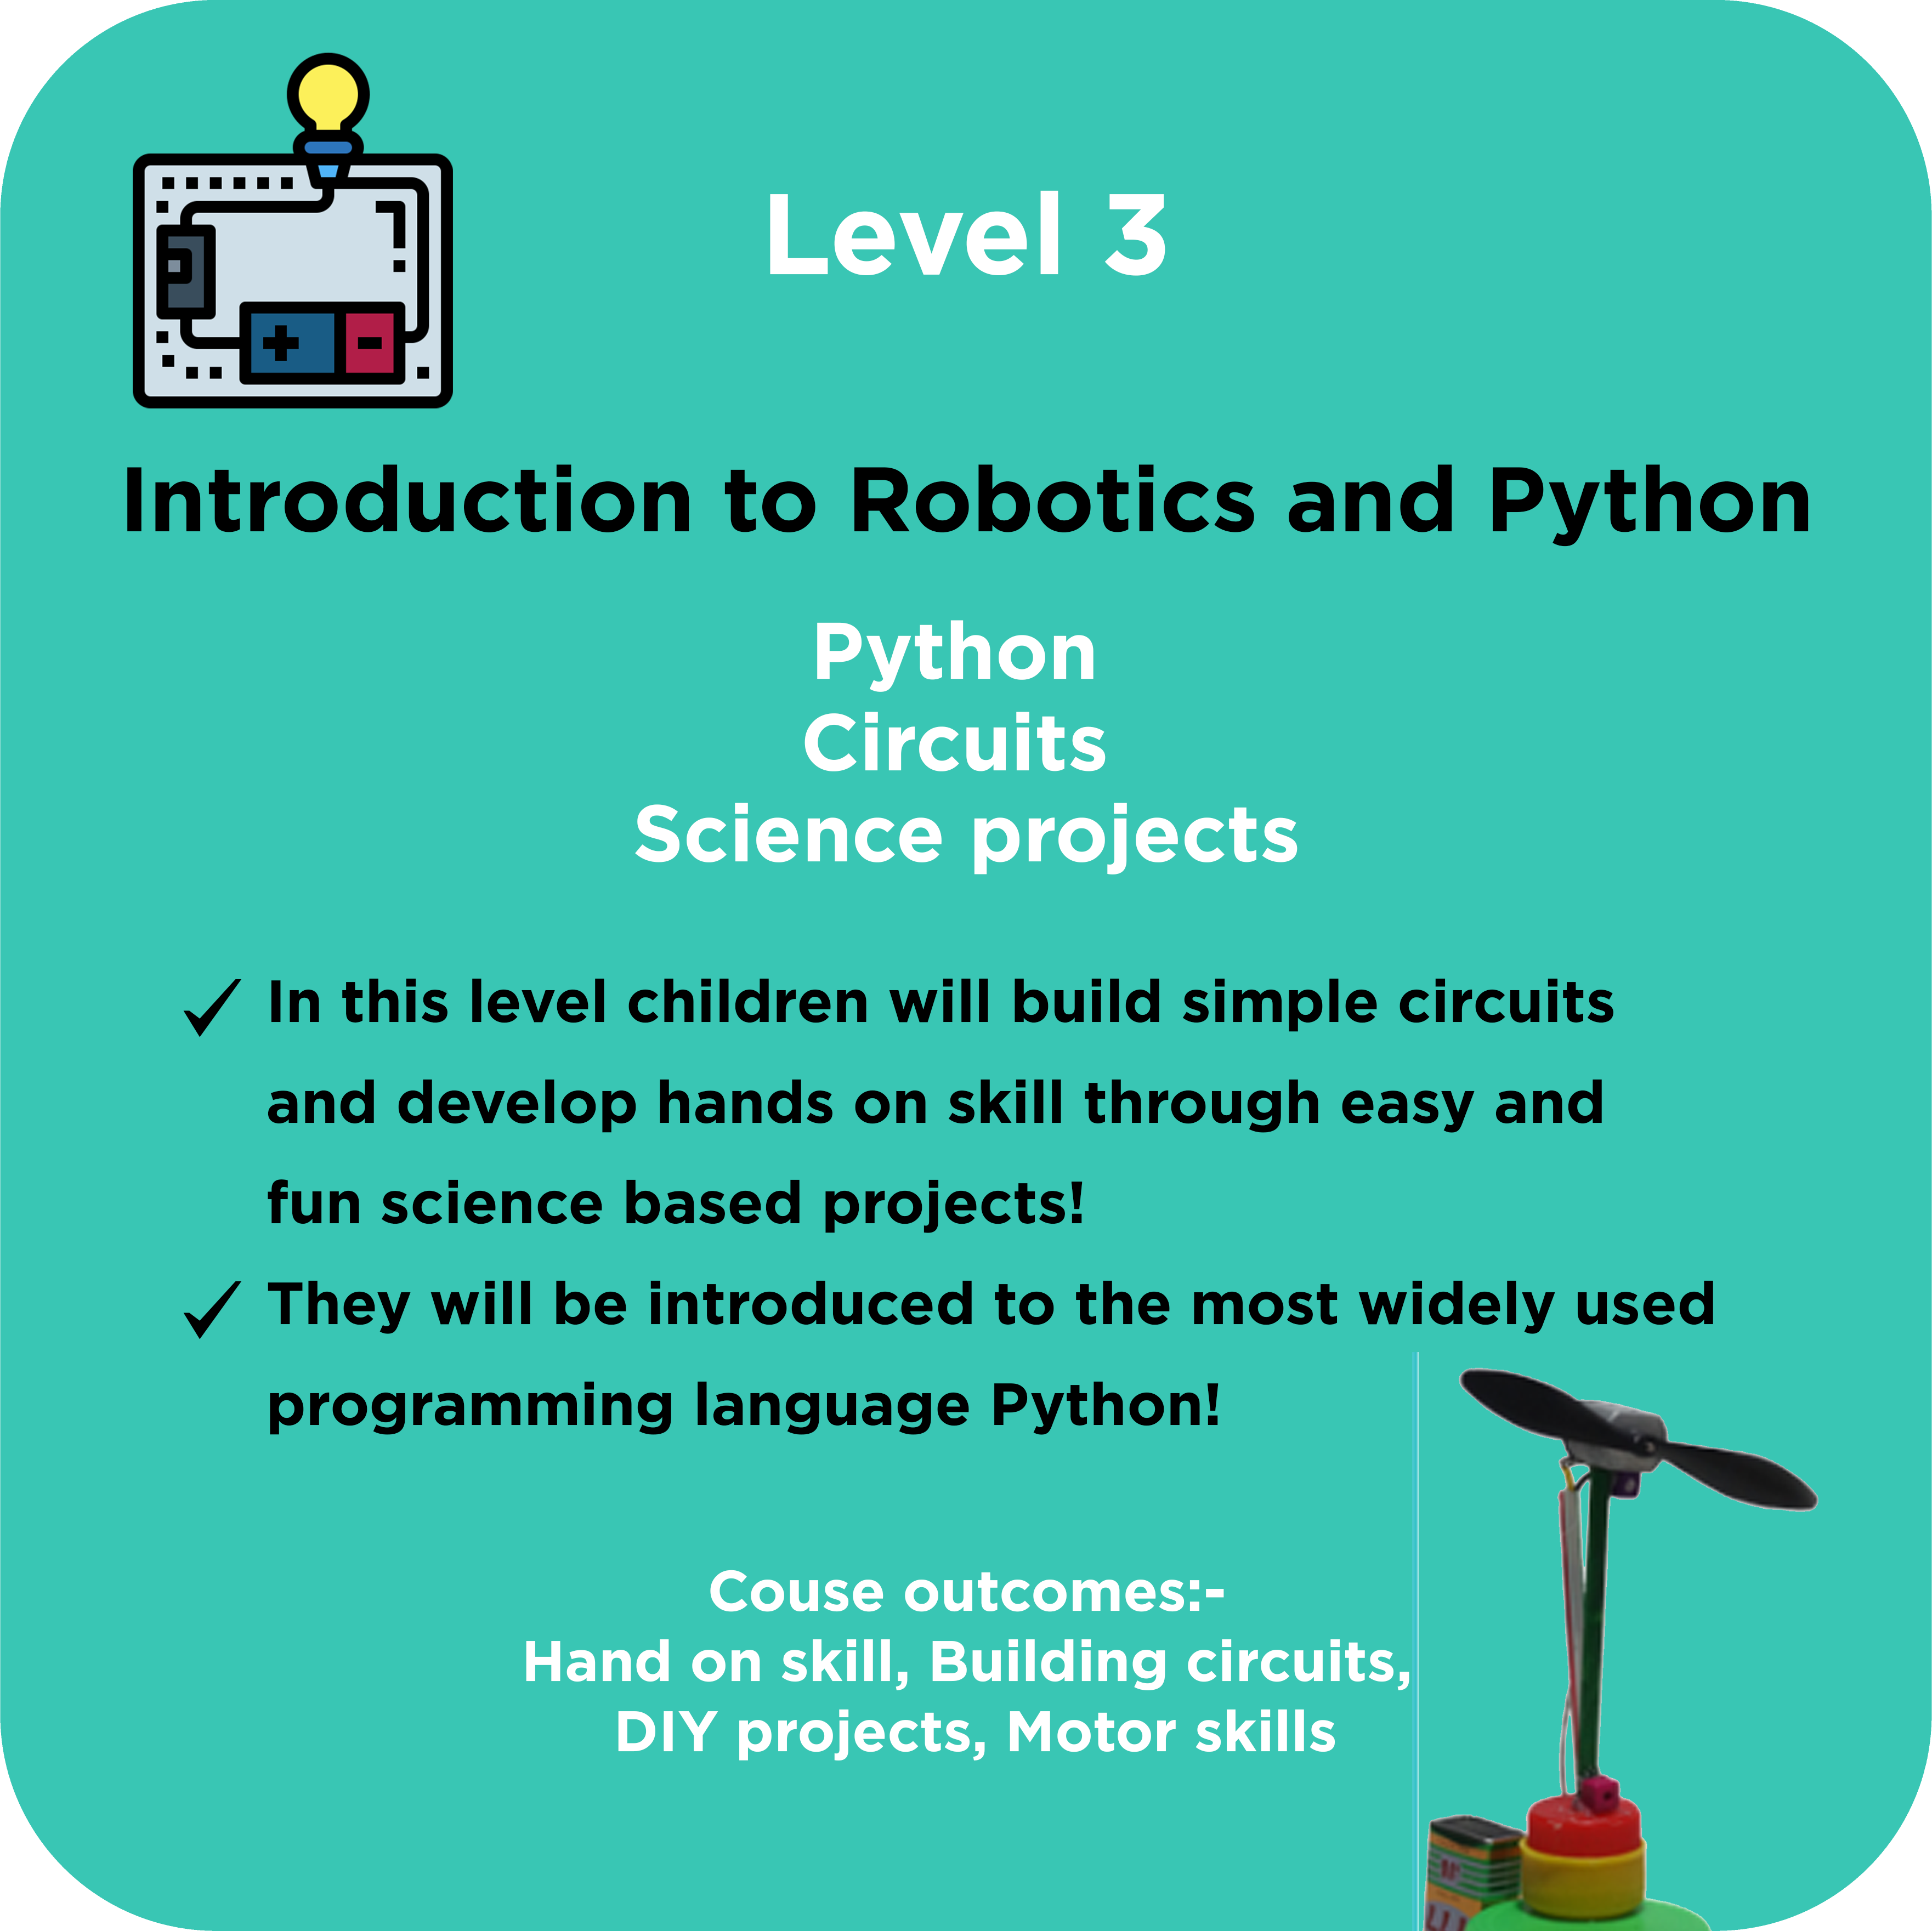 Level 3
Introduction to Robotics and Python
Python
Circuits
Science projects
In this level children will build simple circuits
and develop hands on skill through easy and
fun science based projects!
They will be introduced to the most widely used
programming language Python!
Couse outcomes:-
Hand on skill, Building circuits,
DIY projects, Motor skills